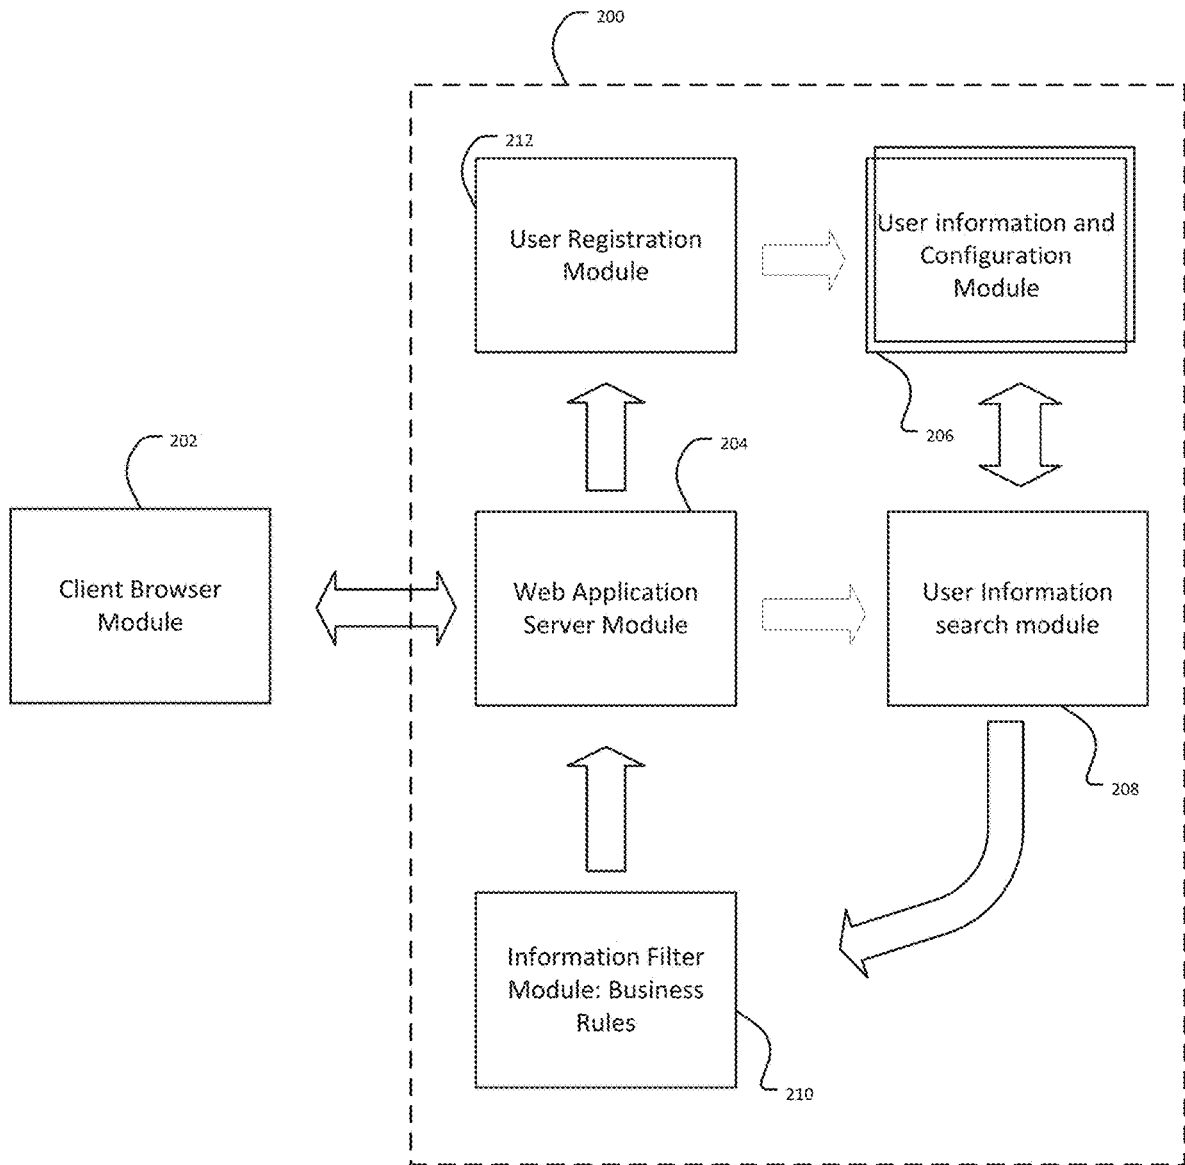 200
212
User Registration
Module
User information and
Configuration
Module
206
202
204
Client Browser
Module
Web Application
Server Module
User Information
search module
208
Information Filter
Module: Business
Rules
210